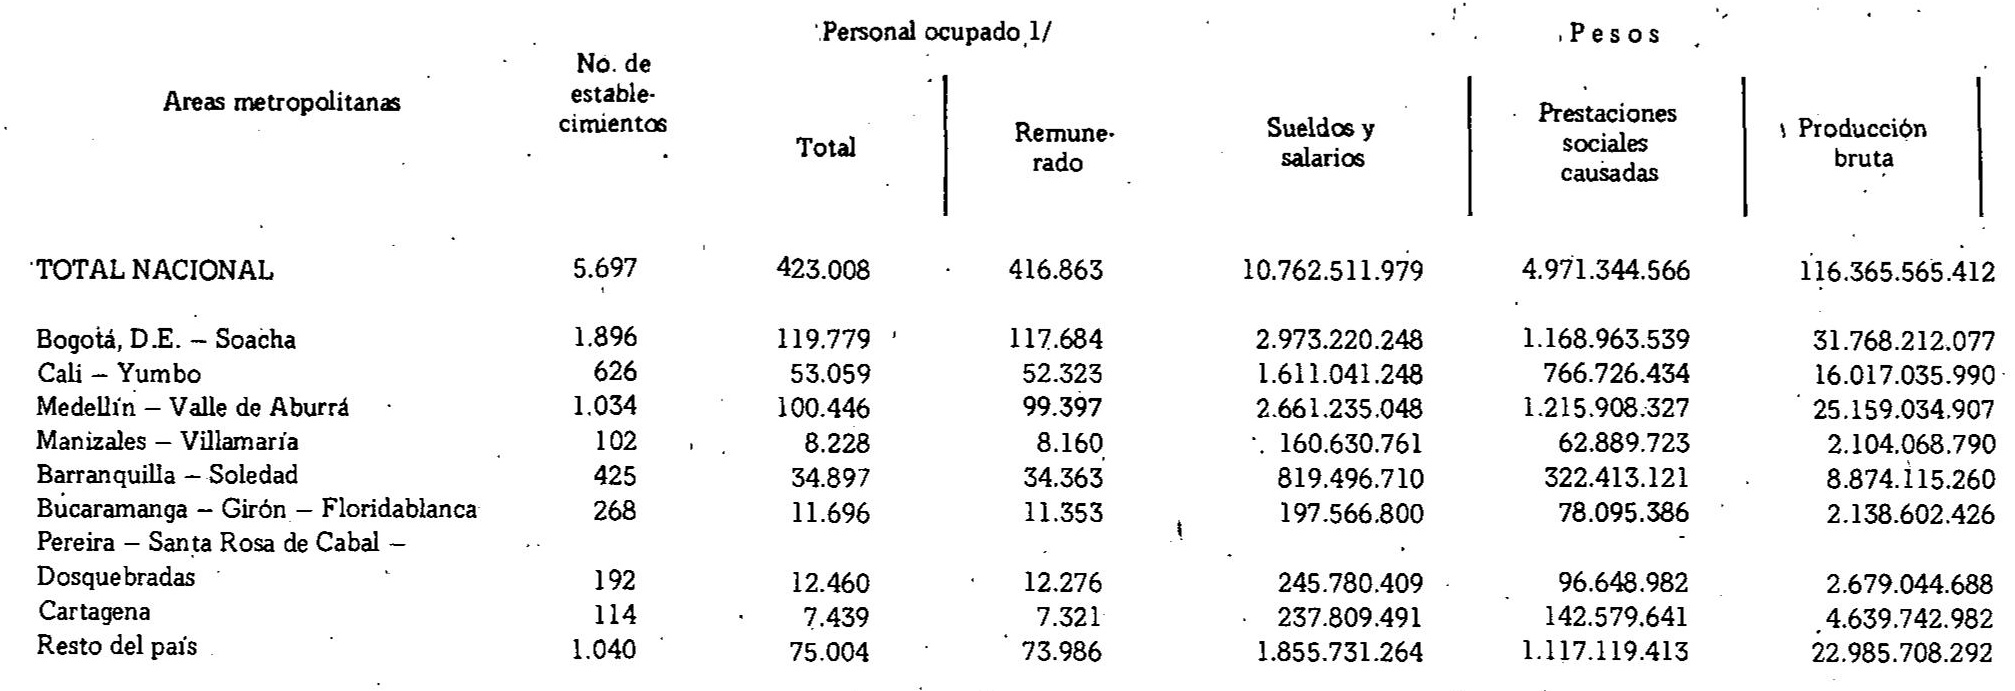 Personal ocupado 1/ Pesos
Areas metropolitanas No. de estable- cimientos Total Remune- rado Sueldos y salarios Prestaciones sociales causadas Producción bruta
TOTAL NACIONAL 5.697 423.008 416.863 10.762.511.979 4.971.344.566 116.365.565.412
Bogotá, D.E. — Soacha 1.896 119.779 117.684 2.973.220.248 1.168.963.539 31.768.212.077
Cali — Yumbo 626 53.059 52.323 1.611.041.248 766.726.434 16.017.035.990
Medellín — Valle de Aburrá 1.034 100.446 99.397 2.661.235.048 1.215.908.327 25.159.034.907
Manizales — Villamaría 102 8.228 8.160 160.630.761 62.889.723 2.104.068.790
Barranquilla — Soledad 425 34.897 34.363 819.496.710 322.413.121 8.874.115.260
Bucaramanga — Girón — Floridablanca 268 11.696 11.353 197.566.800 78.095.386 2.138.602.426
Pereira — Santa Rosa de Cabal —
Dosquebradas 192 12.460 12.276 245.780.409 96.648.982 2.679.044.688
Cartagena 114 7.439 7.321 237.809.491 142.579.641 4.639.742.982
Resto del país 1.040 75.004 73.986 1.855.731.264 1.117.119.413 22.985.708.292